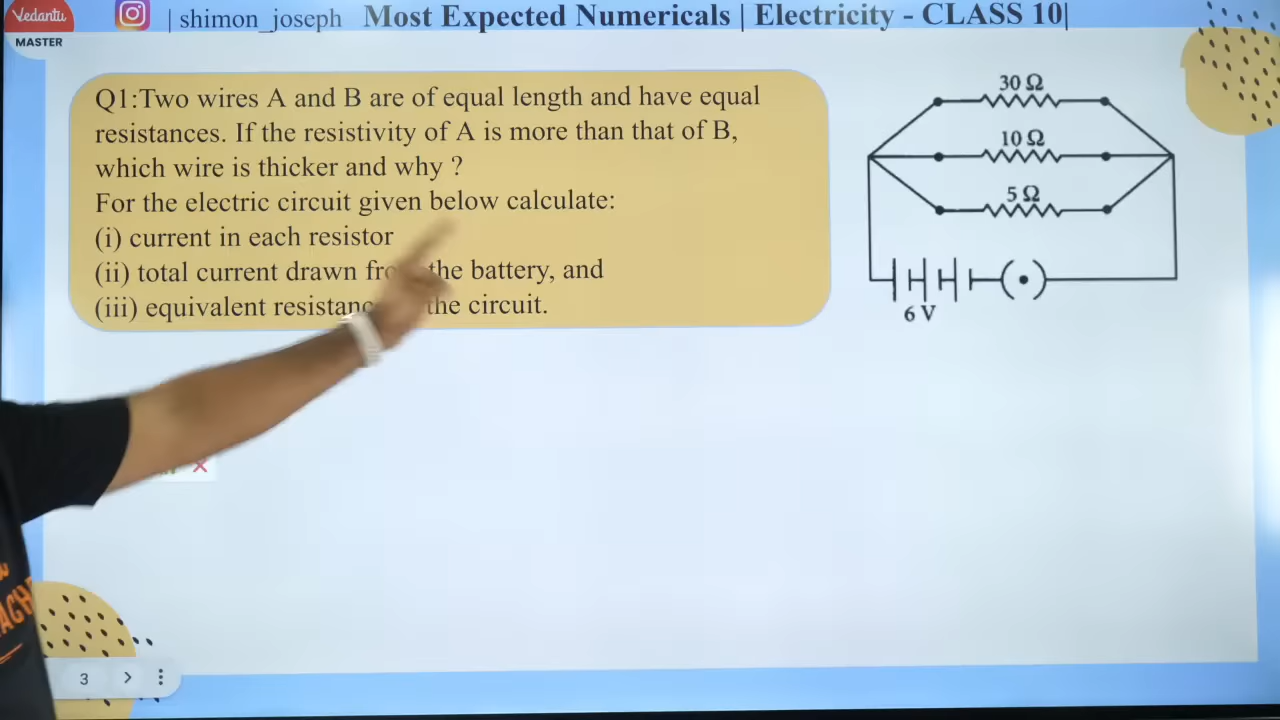 Vedantu
MASTER
| shimon_joseph Most Expected Numericals | Electricity - CLASS 10|
Q1:Two wires A and B are of equal length and have equal
resistances. If the resistivity of A is more than that of B,
which wire is thicker and why ?
For the electric circuit given below calculate:
(i) current in each resistor
(ii) total current drawn the battery, and
(iii) equivalent the circuit.
30 Ω
10 Ω
5 Ω
6 V
3